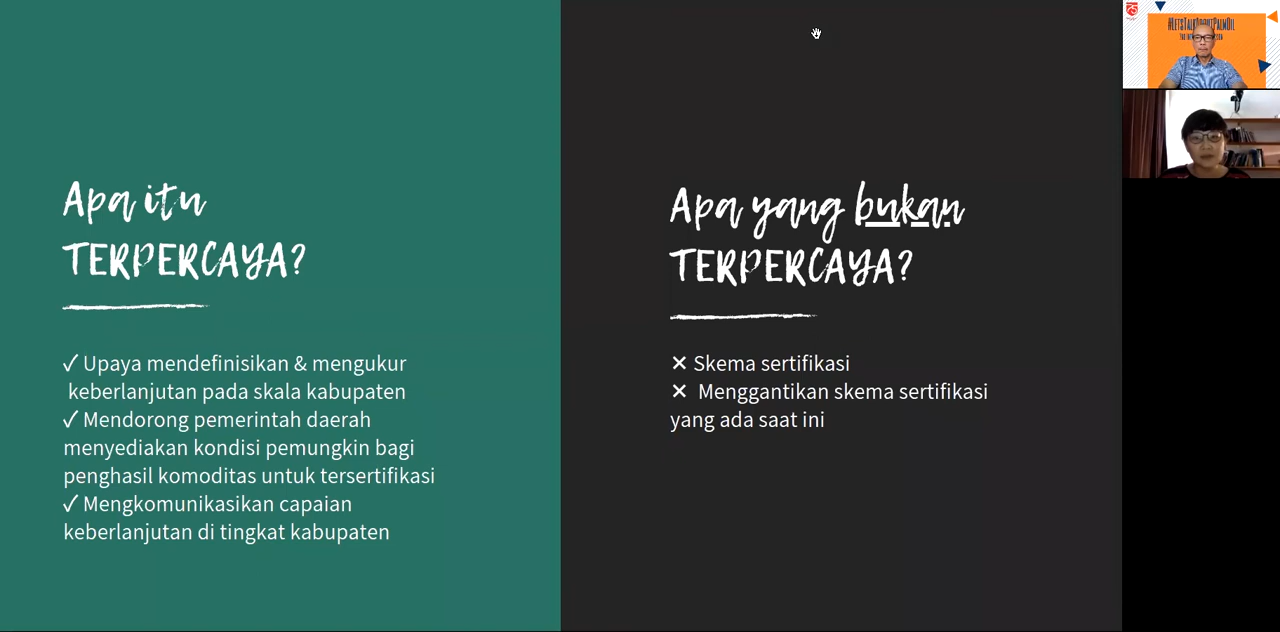 Apa itu
TERPERCAYA?
✓ Upaya mendefinisikan & mengukur
keberlanjutan pada skala kabupaten
✓ Mendorong pemerintah daerah
menyediakan kondisi pemungkin bagi
penghasil komoditas untuk tersertifikasi
✓ Mengkomunikasikan capaian
keberlanjutan di tingkat kabupaten
Apa yang bukan
TERPERCAYA?
✕ Skema sertifikasi
✕ Menggantikan skema sertifikasi
yang ada saat ini
#LETSTALKABOUTPALMOIL